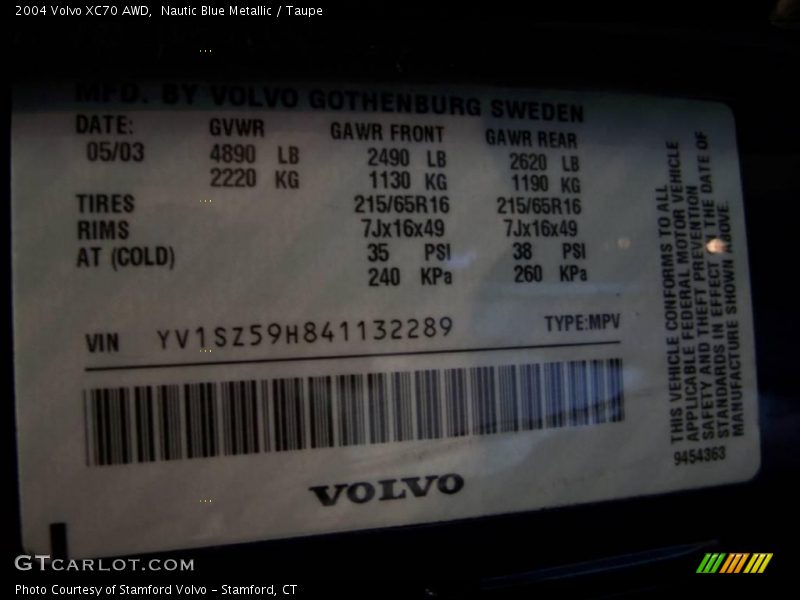 2004 Volvo XC70 AWD,  Nautic Blue Metallic / Taupe
MFD. BY VOLVO GOTHENBURG SWEDEN
DATE: GVWR GAWR FRONT GAWR REAR
05/03 4890 LB 2490 LB 2620 LB
2220 KG 1130 KG 1190 KG
TIRES 215/65R16 215/65R16
RIMS 7Jx16x49 7Jx16x49
AT (COLD) 35 PSI 38 PSI
240 KPa 260 KPa
VIN YV1SZ59H841132289 TYPE:MPV
VOLVO
THIS VEHICLE CONFORMS TO ALL
APPLICABLE FEDERAL MOTOR VEHICLE
SAFETY AND THEFT PREVENTION
STANDARDS IN EFFECT ON THE DATE OF
MANUFACTURE SHOWN ABOVE.
9454363
GTCARLOT.COM
Photo Courtesy of Stamford Volvo - Stamford, CT